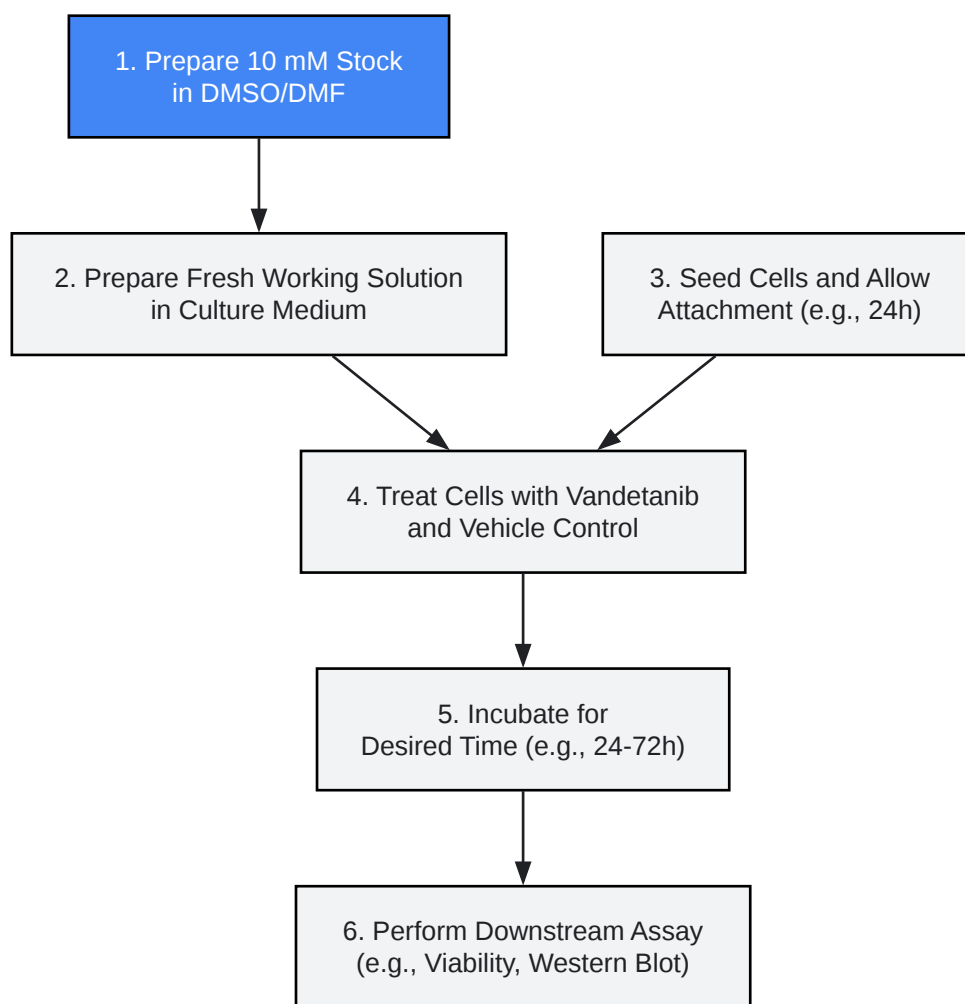 1. Prepare 10 mM Stock
in DMSO/DMF
2. Prepare Fresh Working Solution
in Culture Medium
3. Seed Cells and Allow
Attachment (e.g., 24h)
4. Treat Cells with Vandetanib
and Vehicle Control
5. Incubate for
Desired Time (e.g., 24-72h)
6. Perform Downstream Assay
(e.g., Viability, Western Blot)